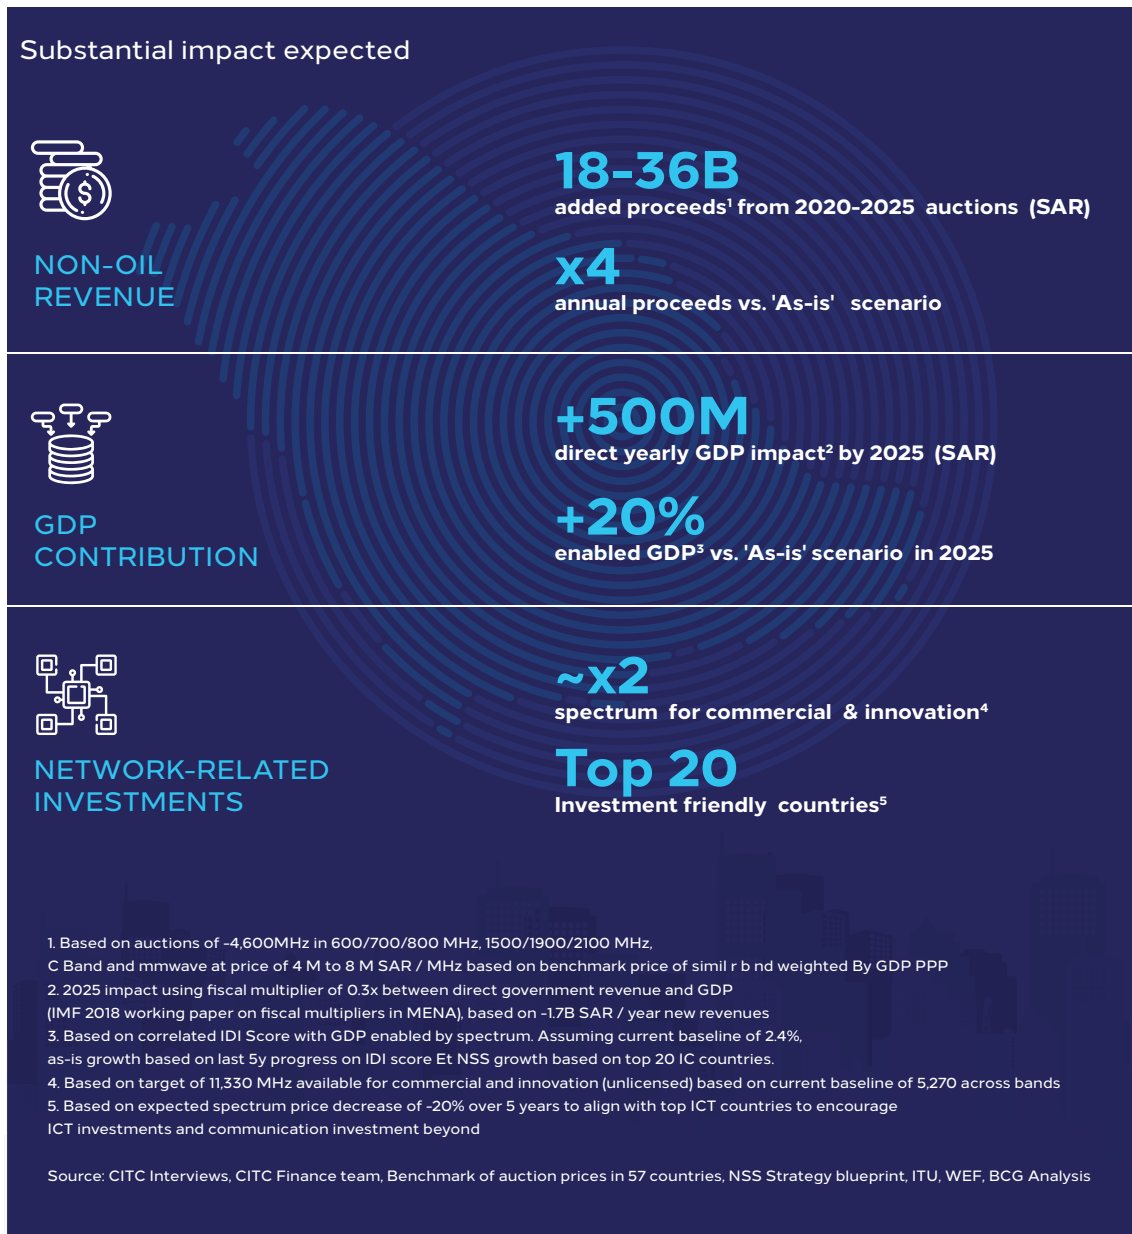 Substantial impact expected
NON-OIL
REVENUE
18-36B
added proceeds¹ from 2020-2025 auctions (SAR)
x4
annual proceeds vs. 'As-is' scenario
GDP
CONTRIBUTION
+500M
direct yearly GDP impact² by 2025 (SAR)
+20%
enabled GDP³ vs. 'As-is' scenario in 2025
NETWORK-RELATED
INVESTMENTS
~x2
spectrum for commercial & innovation⁴
Top 20
Investment friendly countries⁵
1. Based on auctions of -4,600MHz in 600/700/800 MHz, 1500/1900/2100 MHz,
C Band and mmwave at price of 4 M to 8 M SAR / MHz based on benchmark price of simil r b nd weighted By GDP PPP
2. 2025 impact using fiscal multiplier of 0.3x between direct government revenue and GDP
(IMF 2018 working paper on fiscal multipliers in MENA), based on -1.7B SAR / year new revenues
3. Based on correlated IDI Score with GDP enabled by spectrum. Assuming current baseline of 2.4%,
as-is growth based on last 5y progress on IDI score Et NSS growth based on top 20 IC countries.
4. Based on target of 11,330 MHz available for commercial and innovation (unlicensed) based on current baseline of 5,270 across bands
5. Based on expected spectrum price decrease of -20% over 5 years to align with top ICT countries to encourage
ICT investments and communication investment beyond
Source: CITC Interviews, CITC Finance team, Benchmark of auction prices in 57 countries, NSS Strategy blueprint, ITU, WEF, BCG Analysis